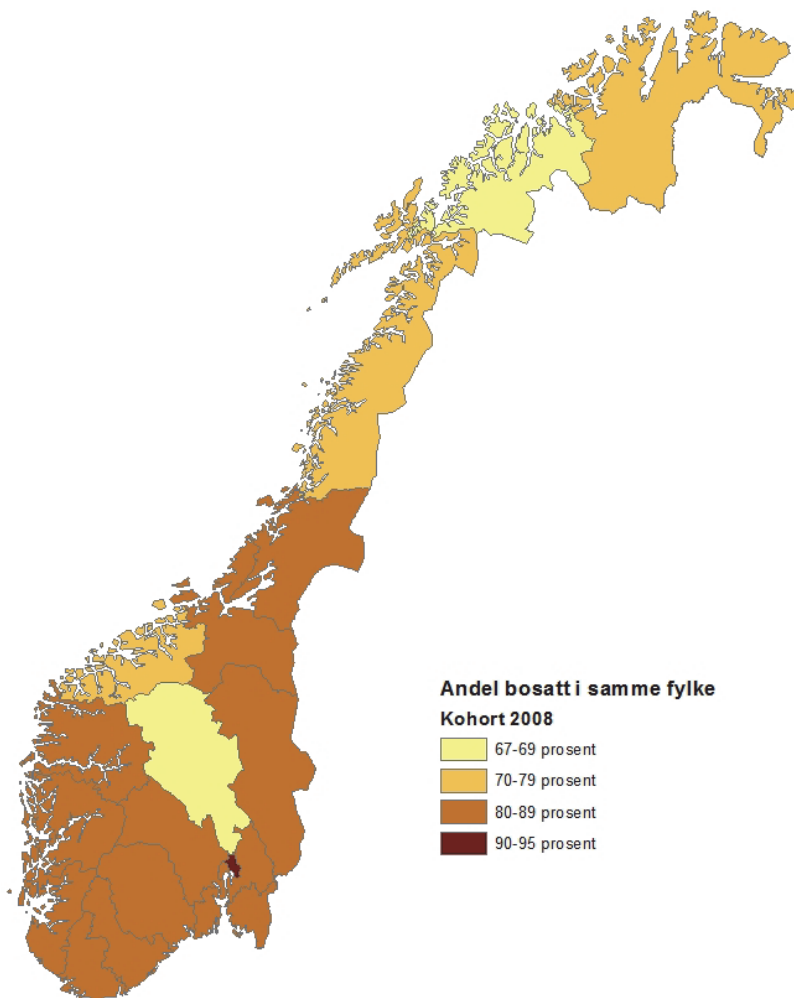 Andel bosatt i samme fylke
Kohort 2008
67-69 prosent
70-79 prosent
80-89 prosent
90-95 prosent